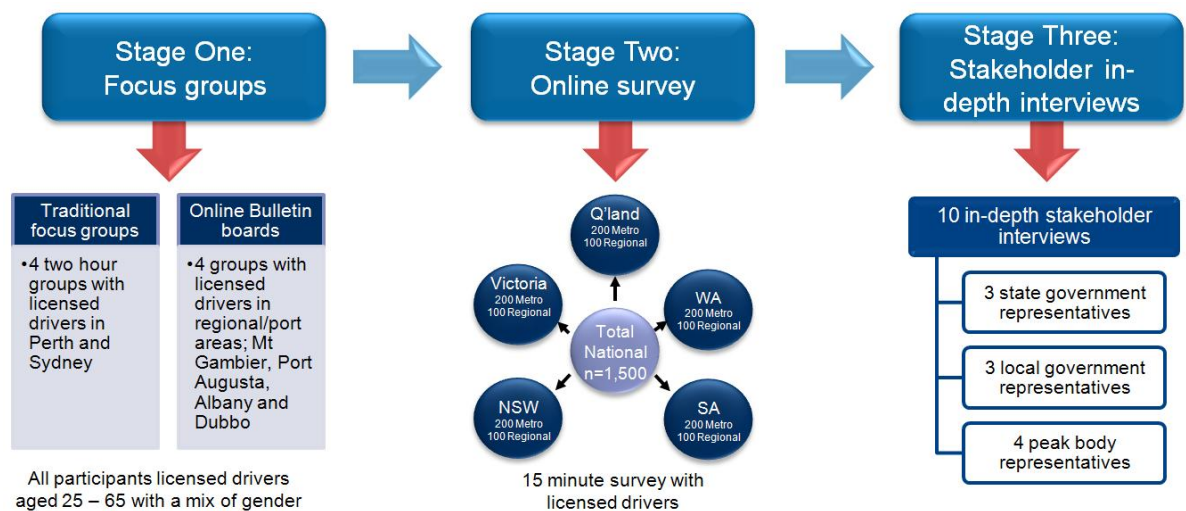 Stage One:
Focus groups
Stage Two:
Online survey
Stage Three:
Stakeholder in-
depth interviews
Traditional
focus groups
•4 two hour
groups with
licensed
drivers in
Perth and
Sydney
Online Bulletin
boards
•4 groups with
licensed
drivers in
regional/port
areas; Mt
Gambier, Port
Augusta,
Albany and
Dubbo
All participants licensed drivers
aged 25 – 65 with a mix of gender
Q'land
200 Metro
100 Regional
Victoria
200 Metro
100 Regional
WA
200 Metro
100 Regional
Total
National
n=1,500
NSW
200 Metro
100 Regional
SA
200 Metro
100 Regional
15 minute survey with
licensed drivers
10 in-depth stakeholder
interviews
3 state government
representatives
3 local government
representatives
4 peak body
representatives